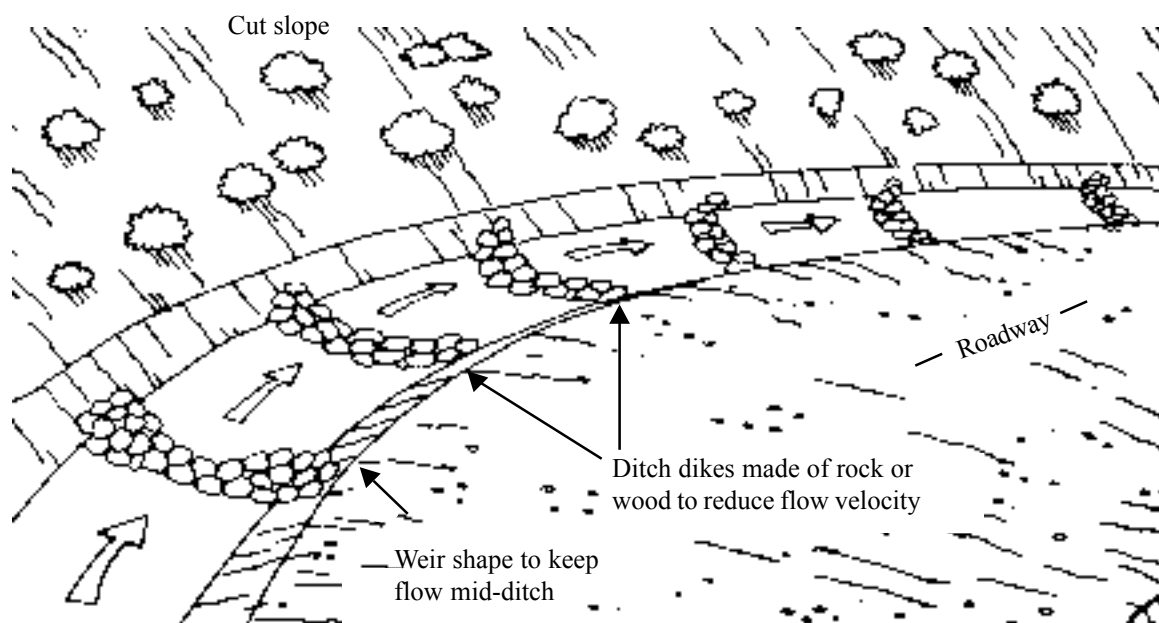 Cut slope
Roadway
Ditch dikes made of rock or
wood to reduce flow velocity
Weir shape to keep
flow mid-ditch